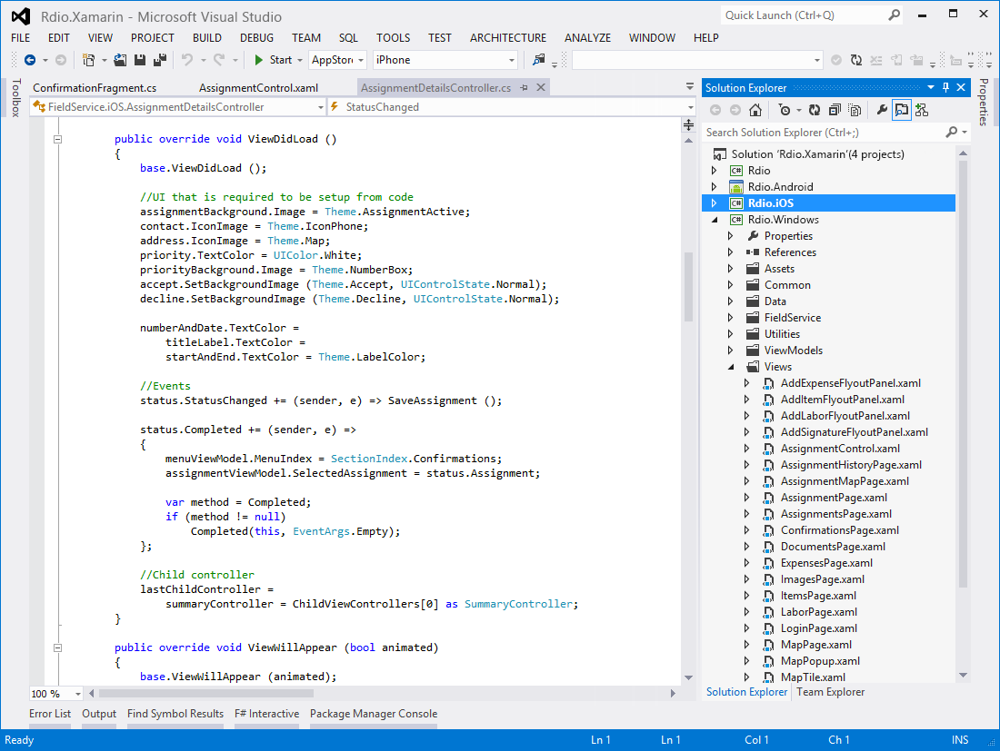 Rdio.Xamarin - Microsoft Visual Studio
Quick Launch (Ctrl+Q)
FILE EDIT VIEW PROJECT BUILD DEBUG TEAM SQL TOOLS TEST ARCHITECTURE ANALYZE WINDOW HELP
Start AppStore iPhone
Toolbox
ConfirmationFragment.cs AssignmentControl.xaml AssignmentDetailsController.cs
FieldService.iOS.AssignmentDetailsController StatusChanged
public override void ViewDidLoad ()
{
base.ViewDidLoad ();
//UI that is required to be setup from code
assignmentBackground.Image = Theme.AssignmentActive;
contact.IconImage = Theme.IconPhone;
address.IconImage = Theme.Map;
priority.TextColor = UIColor.White;
priorityBackground.Image = Theme.NumberBox;
accept.SetBackgroundImage (Theme.Accept, UIControlState.Normal);
decline.SetBackgroundImage (Theme.Decline, UIControlState.Normal);
numberAndDate.TextColor =
titleLabel.TextColor =
startAndEnd.TextColor = Theme.LabelColor;
//Events
status.StatusChanged += (sender, e) => SaveAssignment ();
status.Completed += (sender, e) =>
{
menuViewModel.MenuIndex = SectionIndex.Confirmations;
assignmentViewModel.SelectedAssignment = status.Assignment;
var method = Completed;
if (method != null)
Completed(this, EventArgs.Empty);
};
//Child controller
lastChildController =
summaryController = ChildViewControllers[0] as SummaryController;
}
public override void ViewWillAppear (bool animated)
{
base.ViewWillAppear (animated);
100 %
Solution Explorer
Properties
Search Solution Explorer (Ctrl+;)
Solution 'Rdio.Xamarin'(4 projects)
C# Rdio
Rdio.Android
C# Rdio.iOS
C# Rdio.Windows
Properties
References
Assets
Common
Data
FieldService
Utilities
ViewModels
Views
AddExpenseFlyoutPanel.xaml
AddItemFlyoutPanel.xaml
AddLaborFlyoutPanel.xaml
AddSignatureFlyoutPanel.xaml
AssignmentControl.xaml
AssignmentHistoryPage.xaml
AssignmentMapPage.xaml
AssignmentPage.xaml
AssignmentsPage.xaml
ConfirmationsPage.xaml
DocumentsPage.xaml
ExpensesPage.xaml
ImagesPage.xaml
ItemsPage.xaml
LaborPage.xaml
LoginPage.xaml
MapPage.xaml
MapPopup.xaml
MapTile.xaml
Solution Explorer Team Explorer
Error List Output Find Symbol Results F# Interactive Package Manager Console
Ready Ln 1 Ln 1 Col 1 Ch 1 INS